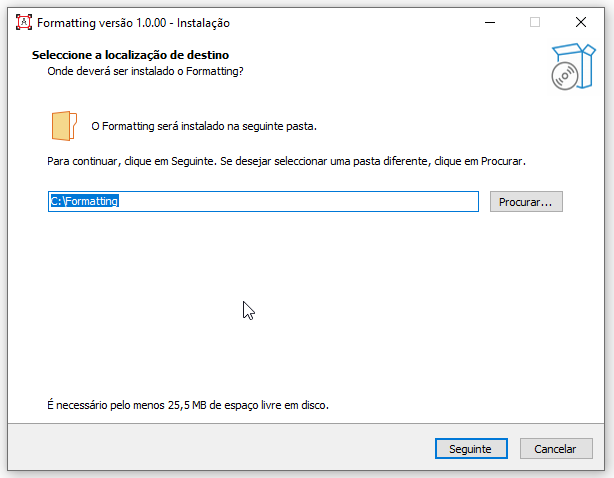 Formatting versão 1.0.00 - Instalação
Seleccione a localização de destino
Onde deverá ser instalado o Formatting?
O Formatting será instalado na seguinte pasta.
Para continuar, clique em Seguinte. Se desejar seleccionar uma pasta diferente, clique em Procurar.
C:\Formatting
Procurar...
É necessário pelo menos 25,5 MB de espaço livre em disco.
Seguinte
Cancelar